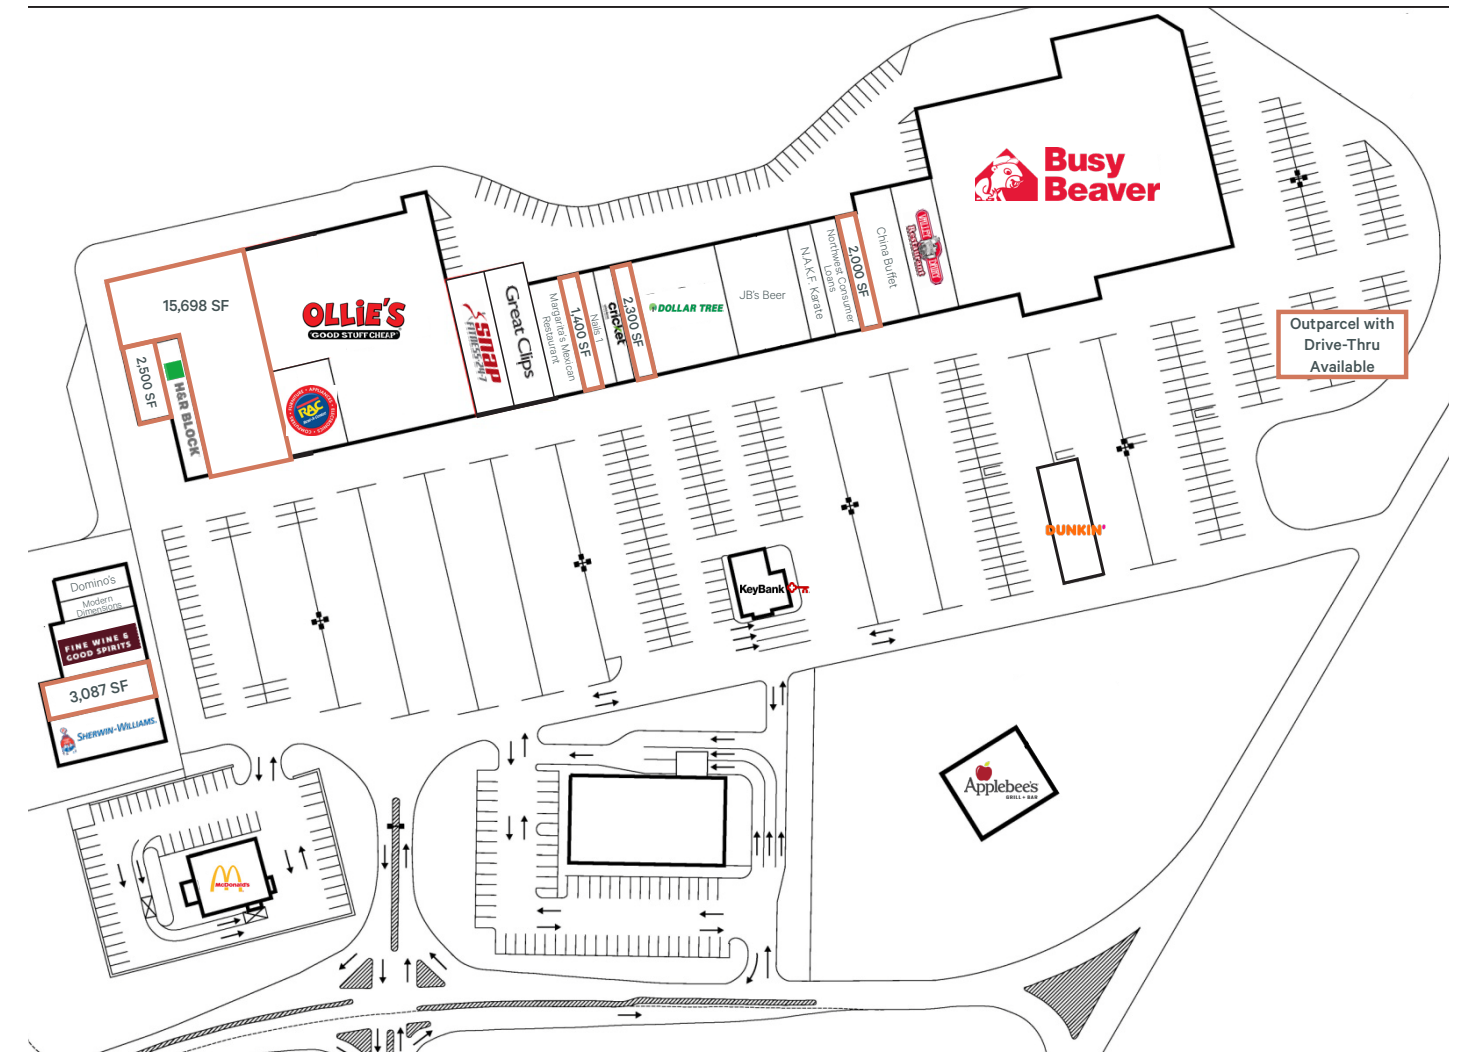 Busy
Beaver
15,698 SF
2,500 SF
H&R BLOCK
OLLiE'S
GOOD STUFF CHEAP
RAC
SNAP
FITNESS-24-7
Great Clips
Margarita's Mexican
Restaurant
1,400 SF
Nails 1
cricket
2,300 SF
DOLLAR TREE
JB's Beer
N.A.K.F. Karate
Northwest Consumer
Loans
2,000 SF
China Buffet
Restaurant
Outparcel with
Drive-Thru
Available
DUNKIN'
KeyBank
Domino's
Modern
Dimensions
FINE WINE &
GOOD SPIRITS
3,087 SF
SHERWIN-WILLIAMS.
McDonald's
Applebee's
GRILL + BAR